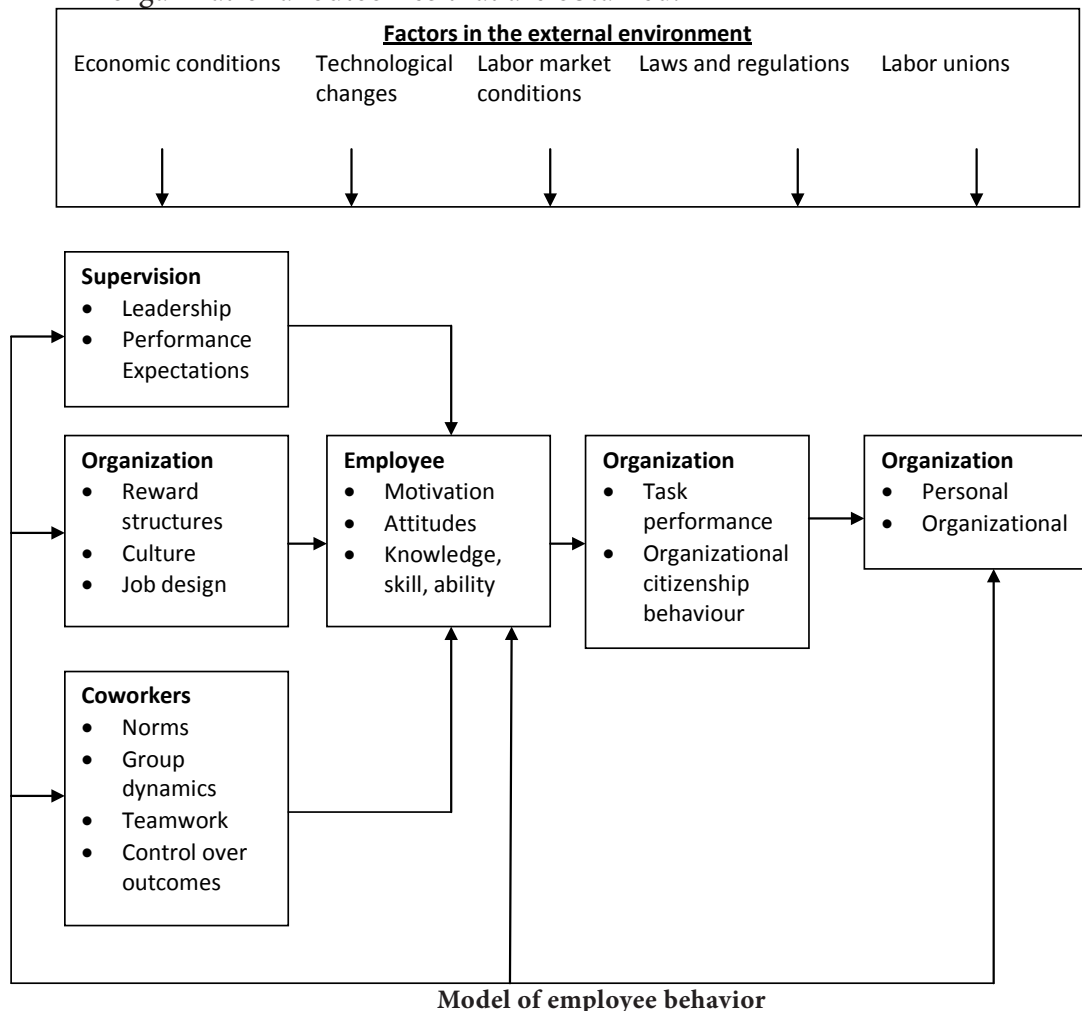 Factors in the external environment
Economic conditions
Technological
changes
Labor market
conditions
Laws and regulations
Labor unions
Supervision
• Leadership
• Performance
Expectations
Organization
• Reward
structures
• Culture
• Job design
Employee
• Motivation
• Attitudes
• Knowledge,
skill, ability
Organization
• Task
performance
• Organizational
citizenship
behaviour
Organization
• Personal
• Organizational
Coworkers
• Norms
• Group
dynamics
• Teamwork
• Control over
outcomes
Model of employee behavior